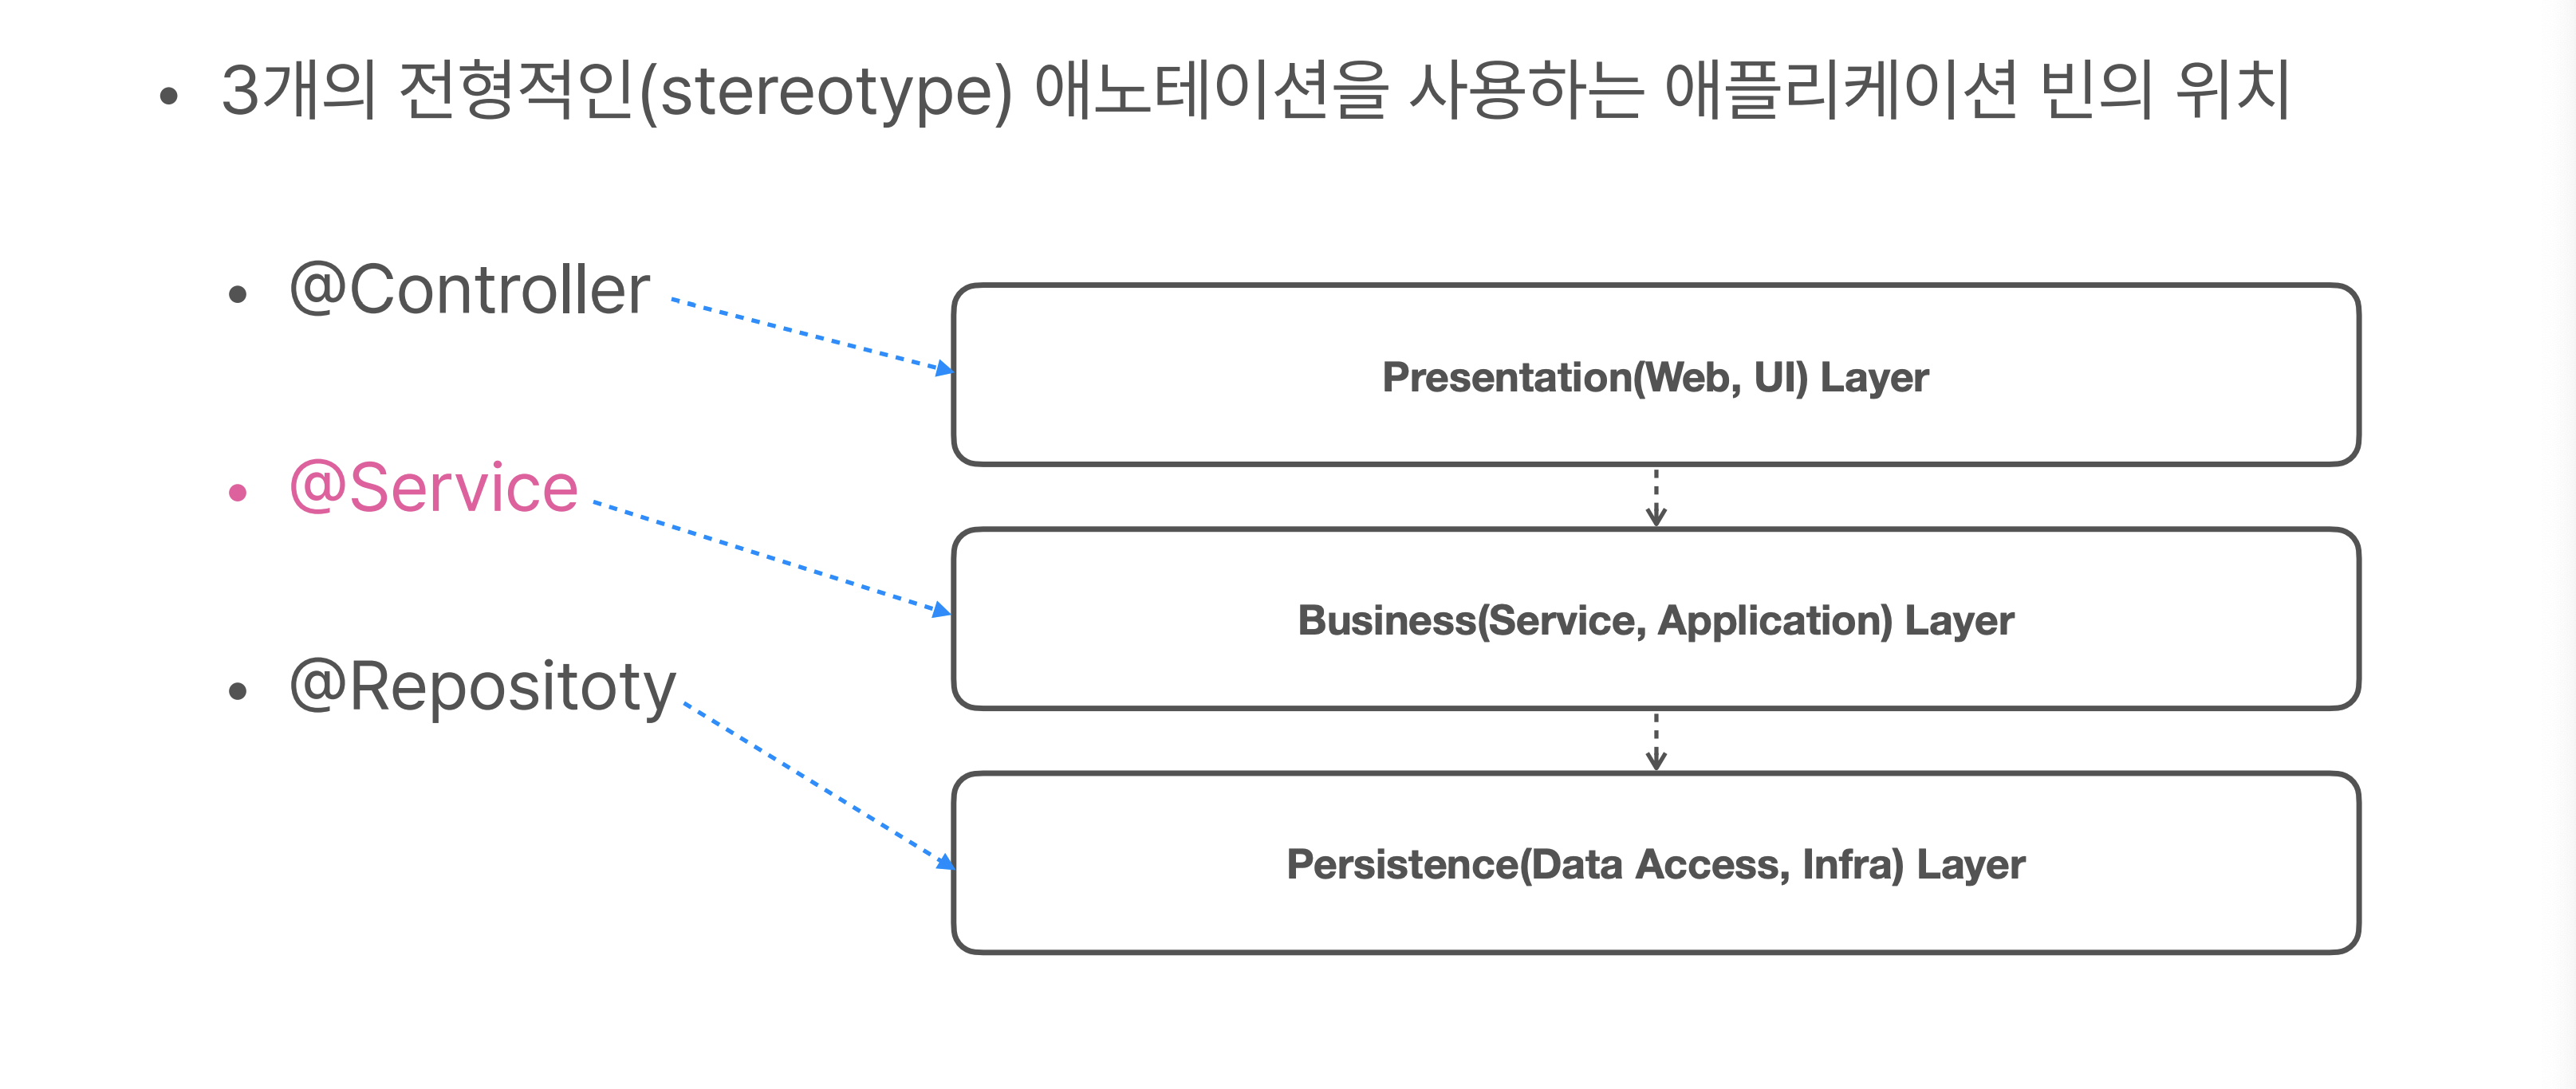 • 3개의 전형적인(stereotype) 애노테이션을 사용하는 애플리케이션 빈의 위치
• @Controller
• @Service
• @Repositoty
Presentation(Web, UI) Layer
Business(Service, Application) Layer
Persistence(Data Access, Infra) Layer